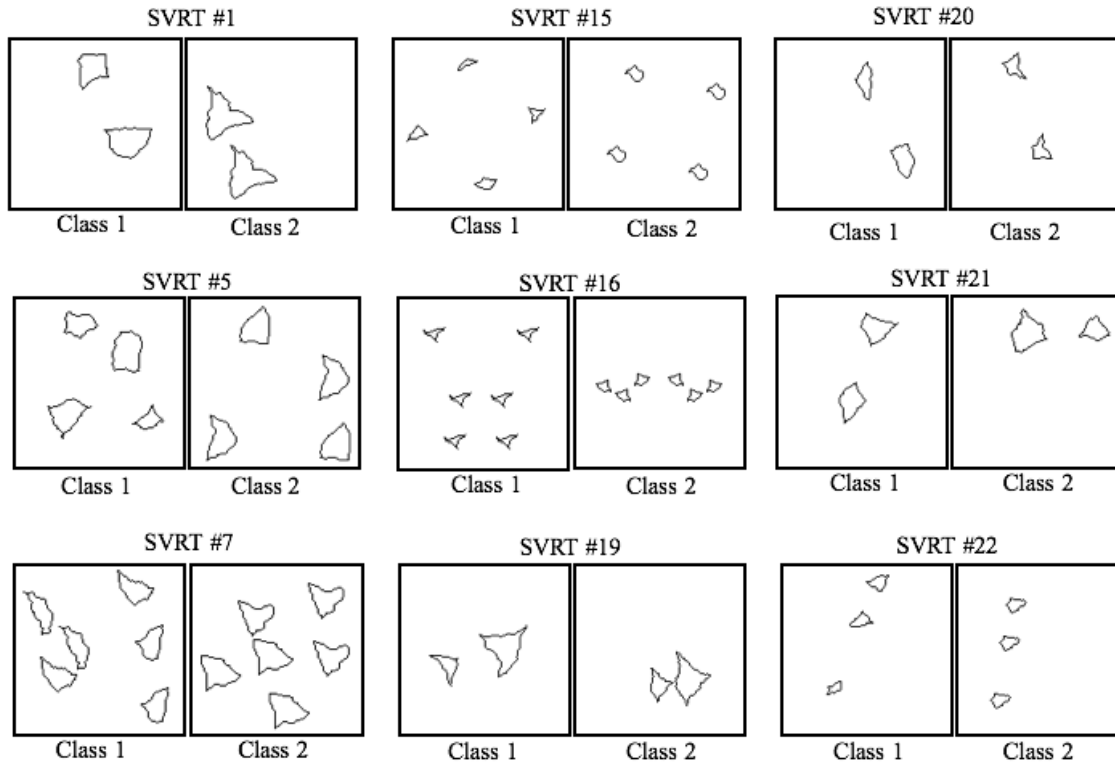 SVRT #1
SVRT #15
SVRT #20
Class 1
Class 2
Class 1
Class 2
Class 1
Class 2
SVRT #5
SVRT #16
SVRT #21
Class 1
Class 2
Class 1
Class 2
Class 1
Class 2
SVRT #7
SVRT #19
SVRT #22
Class 1
Class 2
Class 1
Class 2
Class 1
Class 2